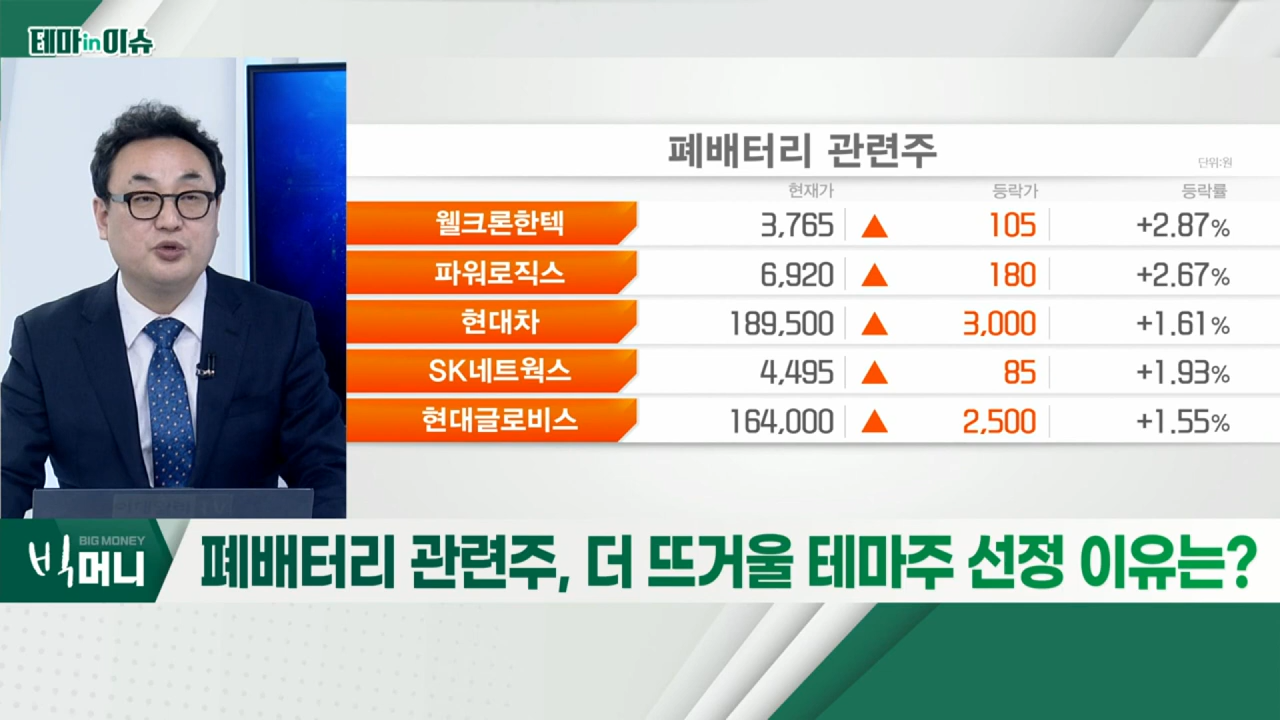 테마in이슈
폐배터리 관련주
단위:원
현재가 등락가 등락률
웰크론한텍 3,765 ▲ 105 +2.87%
파워로직스 6,920 ▲ 180 +2.67%
현대차 189,500 ▲ 3,000 +1.61%
SK네트웍스 4,495 ▲ 85 +1.93%
현대글로비스 164,000 ▲ 2,500 +1.55%
BIG MONEY
빅머니
폐배터리 관련주, 더 뜨거울 테마주 선정 이유는?